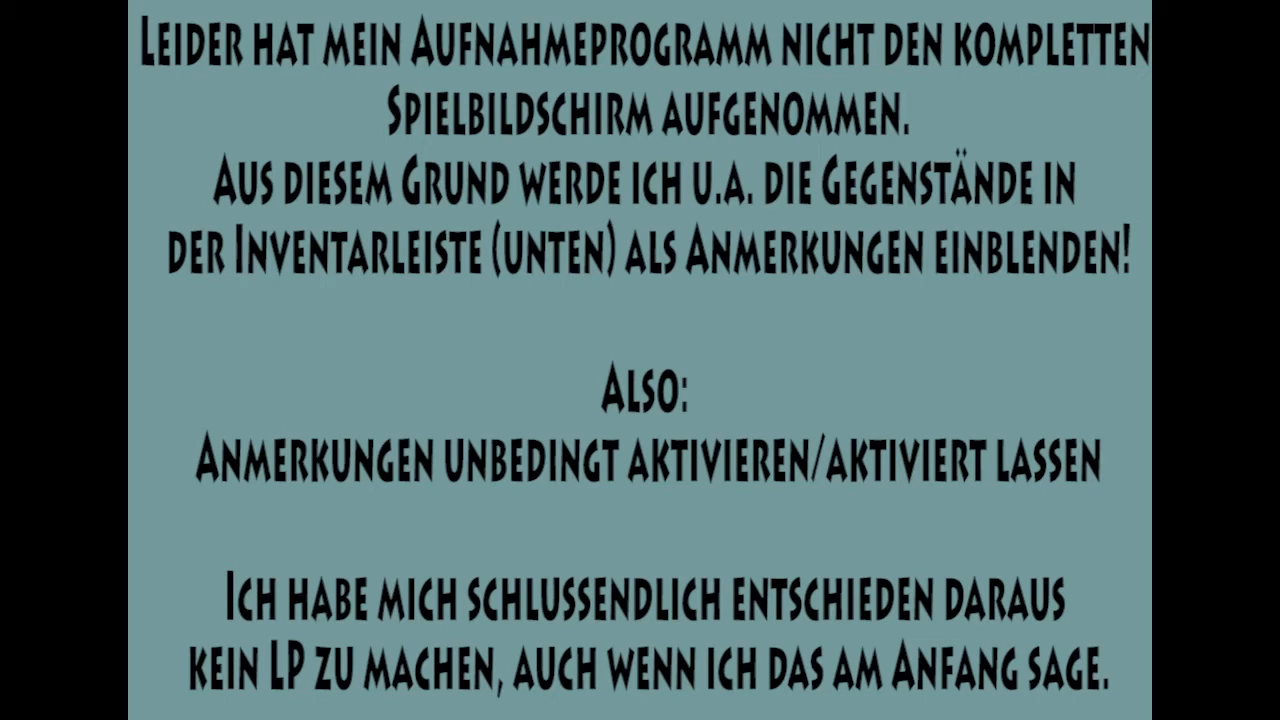 Leider hat mein Aufnahmeprogramm nicht den kompletten
Spielbildschirm aufgenommen.
Aus diesem Grund werde ich u.a. die Gegenstände in
der Inventarleiste (unten) als Anmerkungen einblenden!
Also:
Anmerkungen unbedingt aktivieren/aktiviert lassen
Ich habe mich schlussendlich entschieden daraus
kein LP zu machen, auch wenn ich das am Anfang sage.